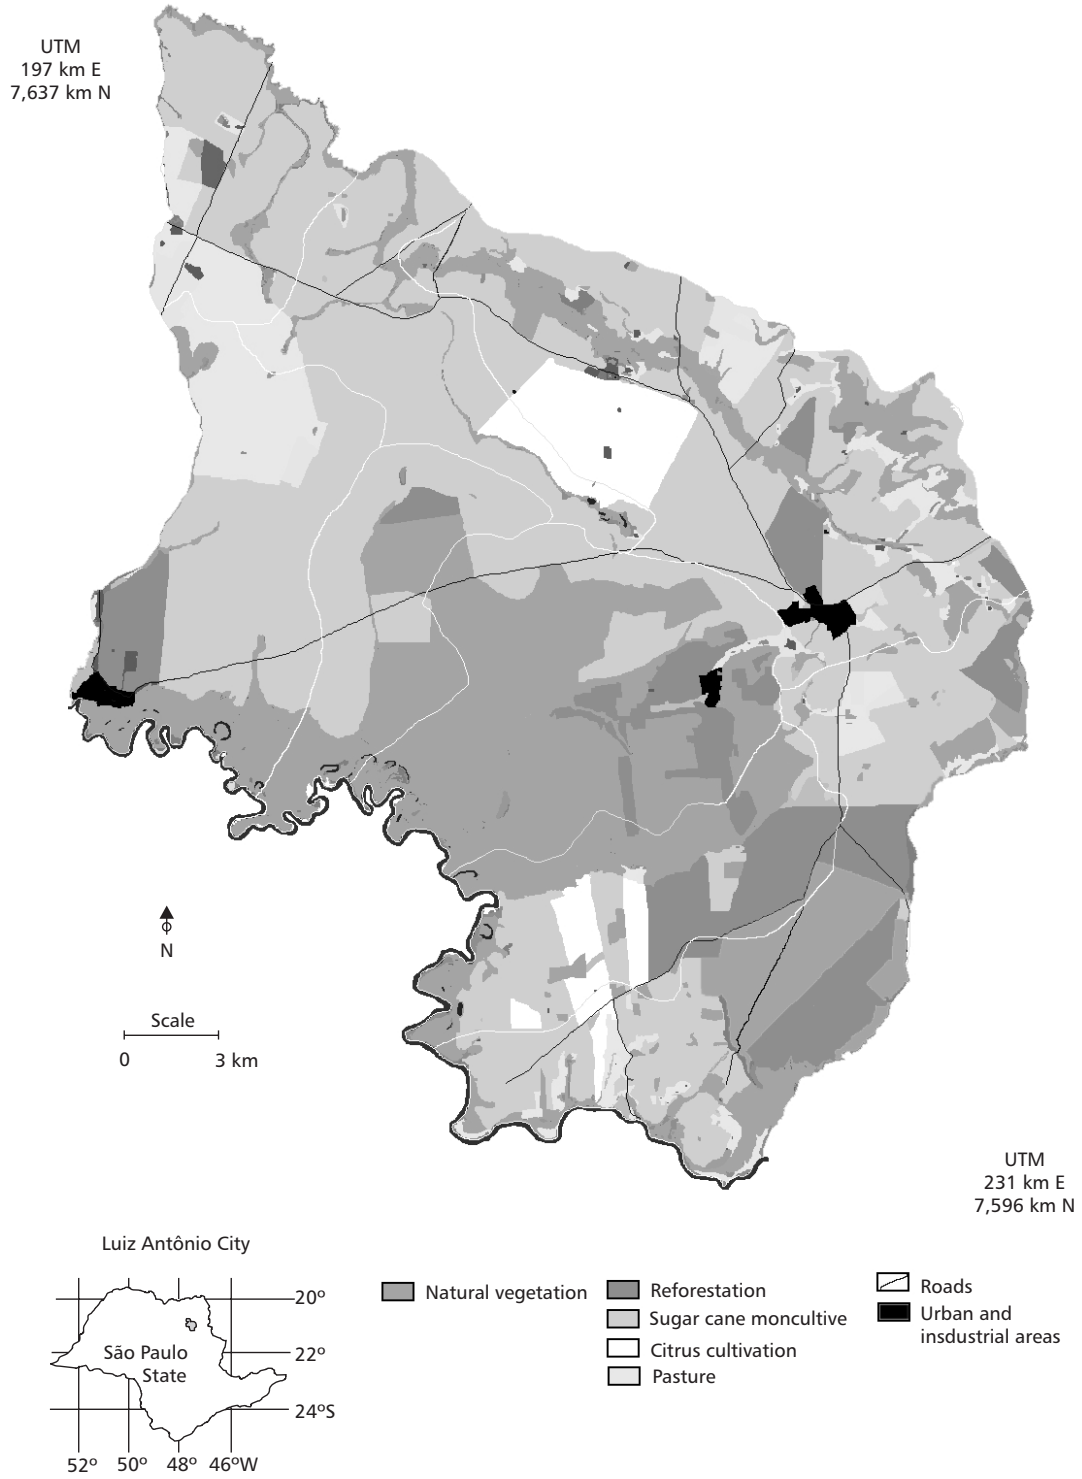 UTM
197 km E
7,637 km N
N
Scale
0 3 km
UTM
231 km E
7,596 km N
Luiz Antônio City
20º
22º
24ºS
São Paulo
State
52º 50º 48º 46ºW
Natural vegetation
Reforestation
Sugar cane moncultive
Citrus cultivation
Pasture
Roads
Urban and
insdustrial areas